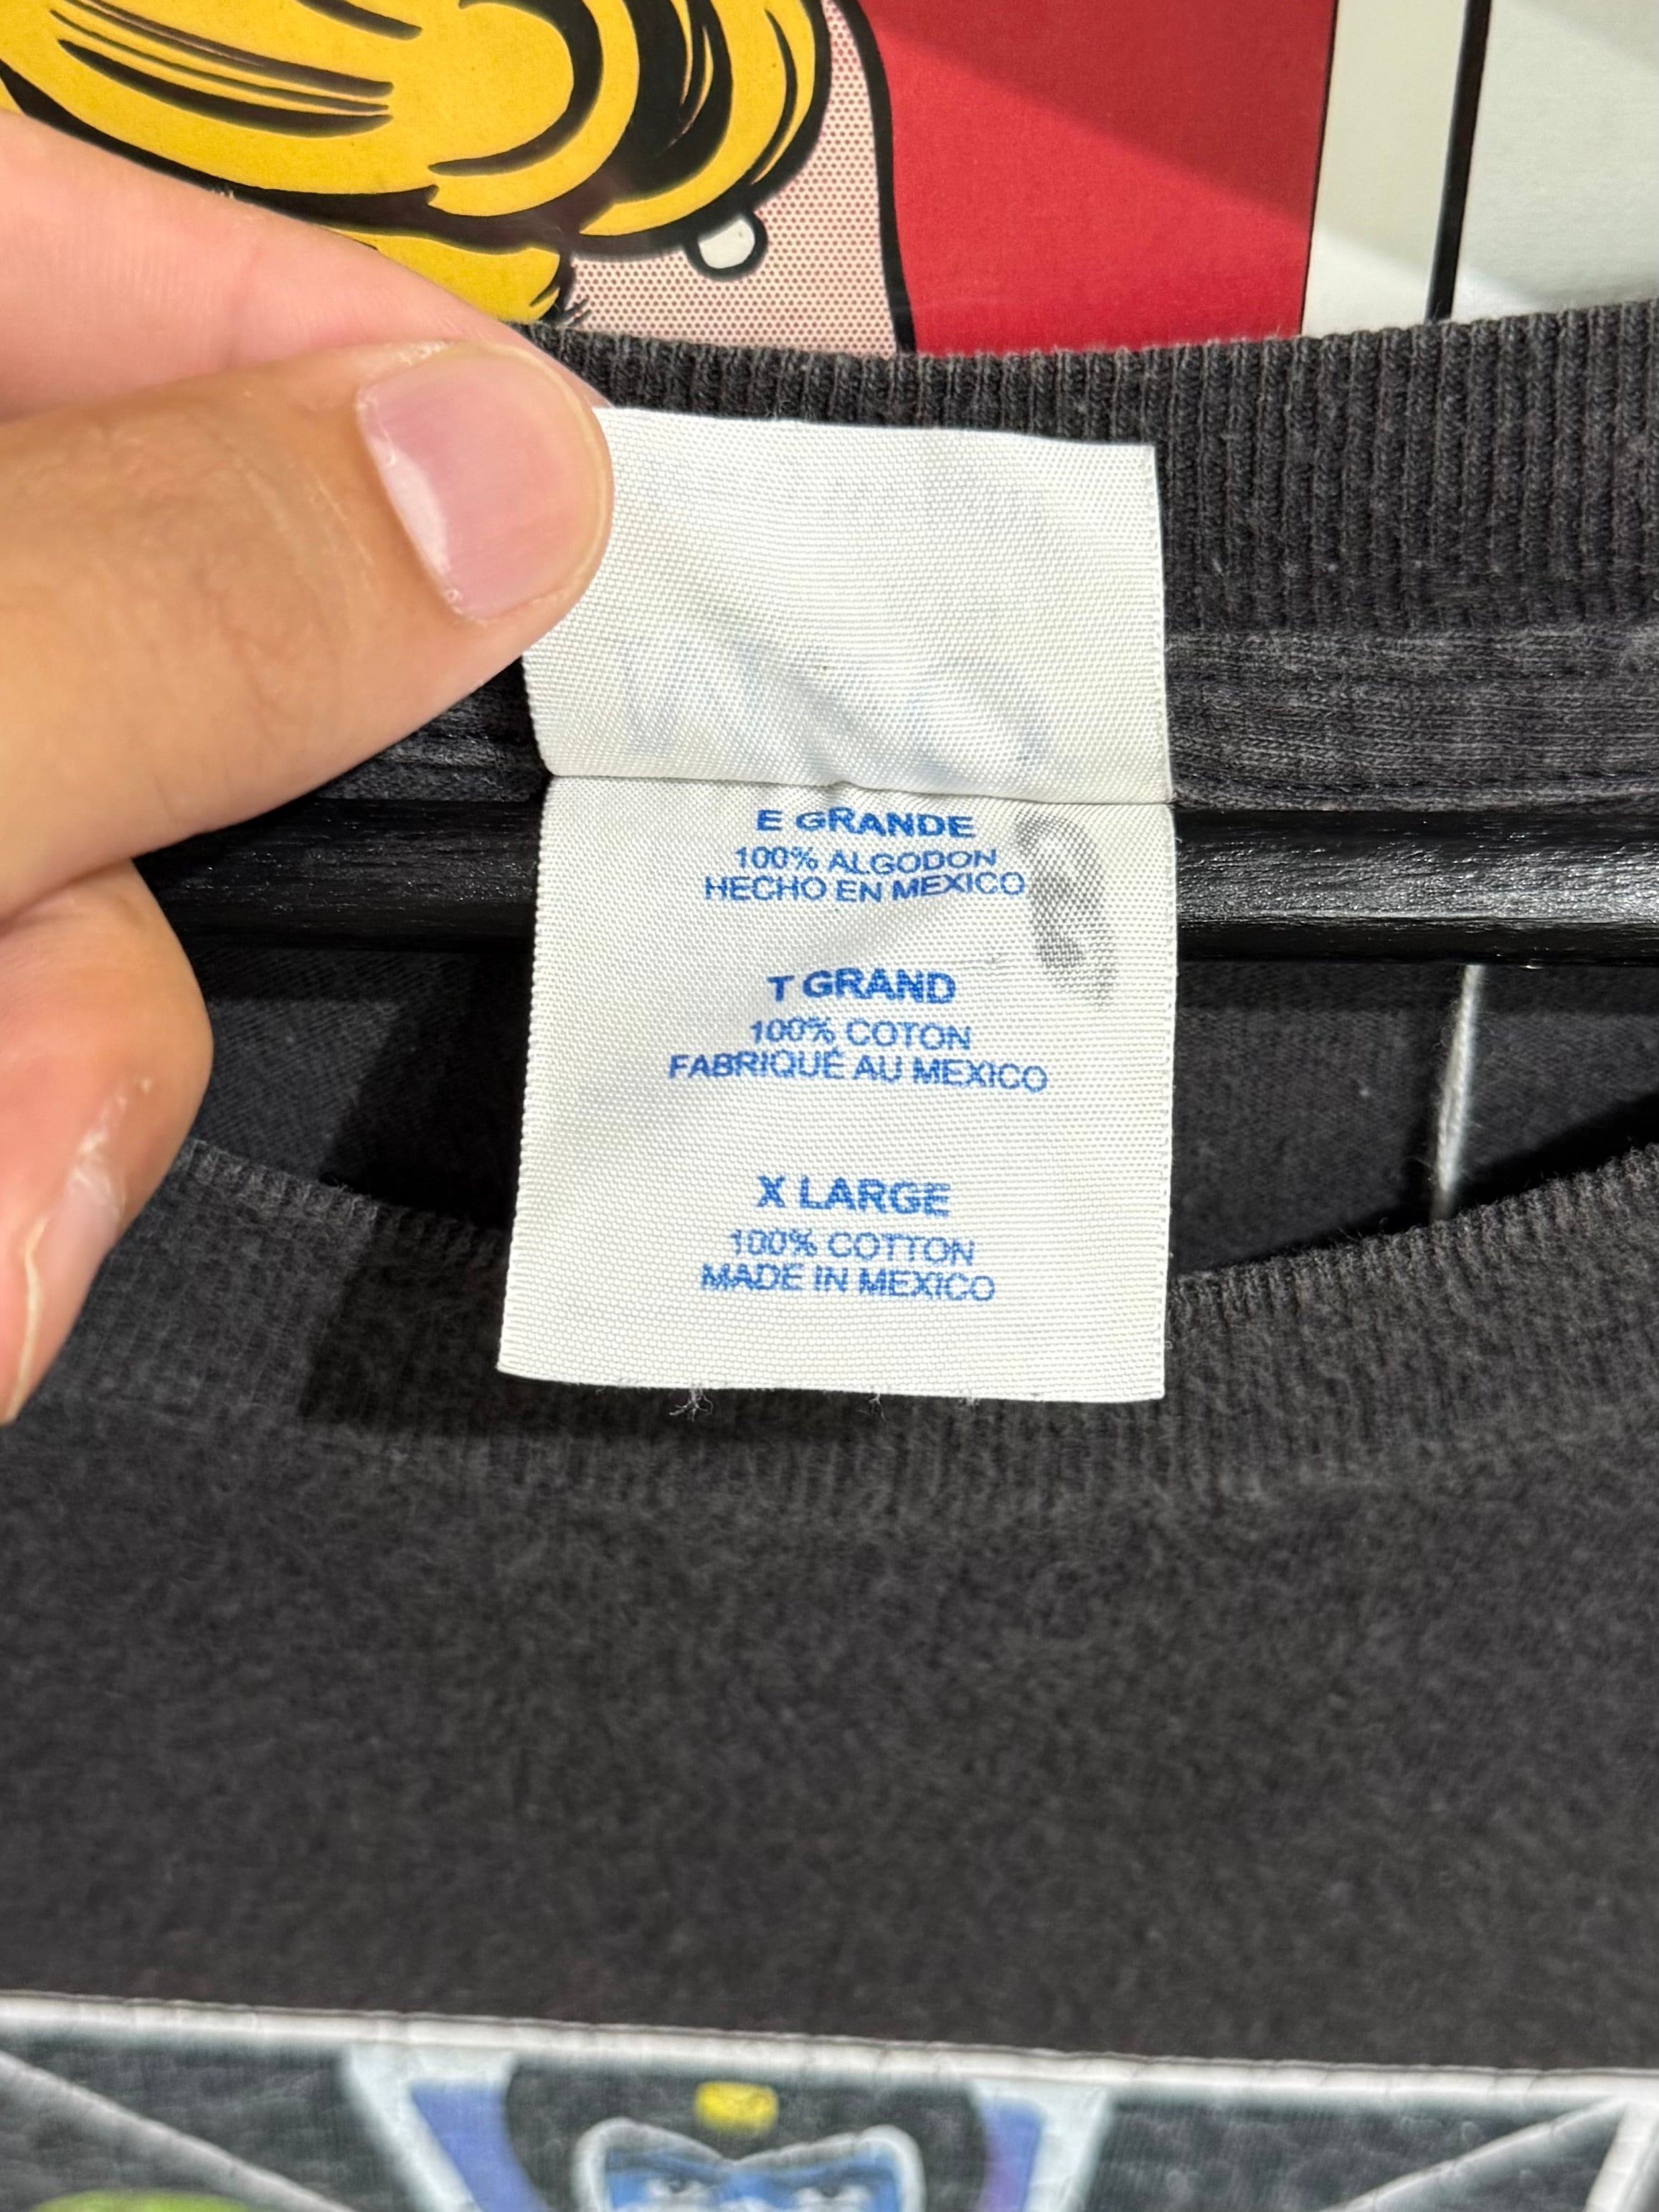 E GRANDE
100% ALGODON
HECHO EN MEXICO
T GRAND
100% COTON
FABRIQUÉ AU MEXICO
X LARGE
100% COTTON
MADE IN MEXICO